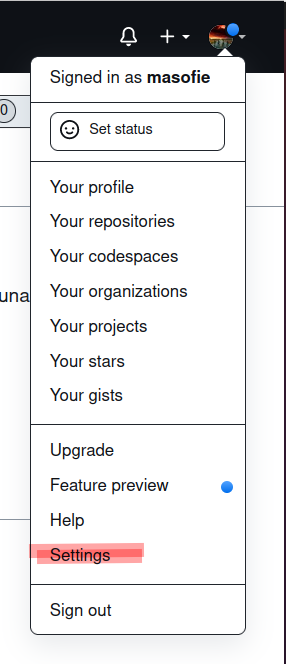 0
Signed in as masofie
Set status
Your profile
Your repositories
Your codespaces
una
Your organizations
Your projects
Your stars
Your gists
Upgrade
Feature preview
Help
Settings
Sign out